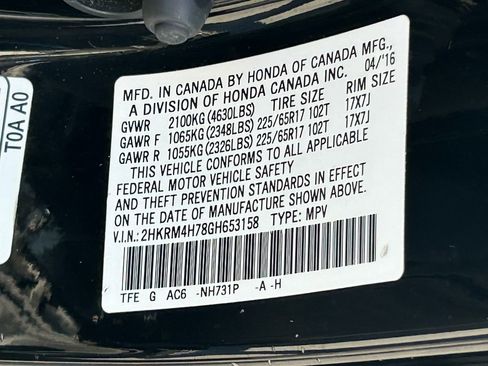 MFD. IN CANADA BY HONDA OF CANADA MFG.,
A DIVISION OF HONDA CANADA INC. 04/'16
GVWR 2100KG(4630LBS) TIRE SIZE RIM SIZE
GAWR F 1065KG(2348LBS) 225/65R17 102T 17X7J
GAWR R 1055KG(2326LBS) 225/65R17 102T 17X7J
THIS VEHICLE CONFORMS TO ALL APPLICABLE
FEDERAL MOTOR VEHICLE SAFETY
AND THEFT PREVENTION STANDARDS IN EFFECT
ON THE DATE OF MANUFACTURE SHOWN ABOVE.
V.I.N.:2HKRM4H78GH653158 TYPE: MPV
TFE G AC6 -NH731P -A -H
TOA A0